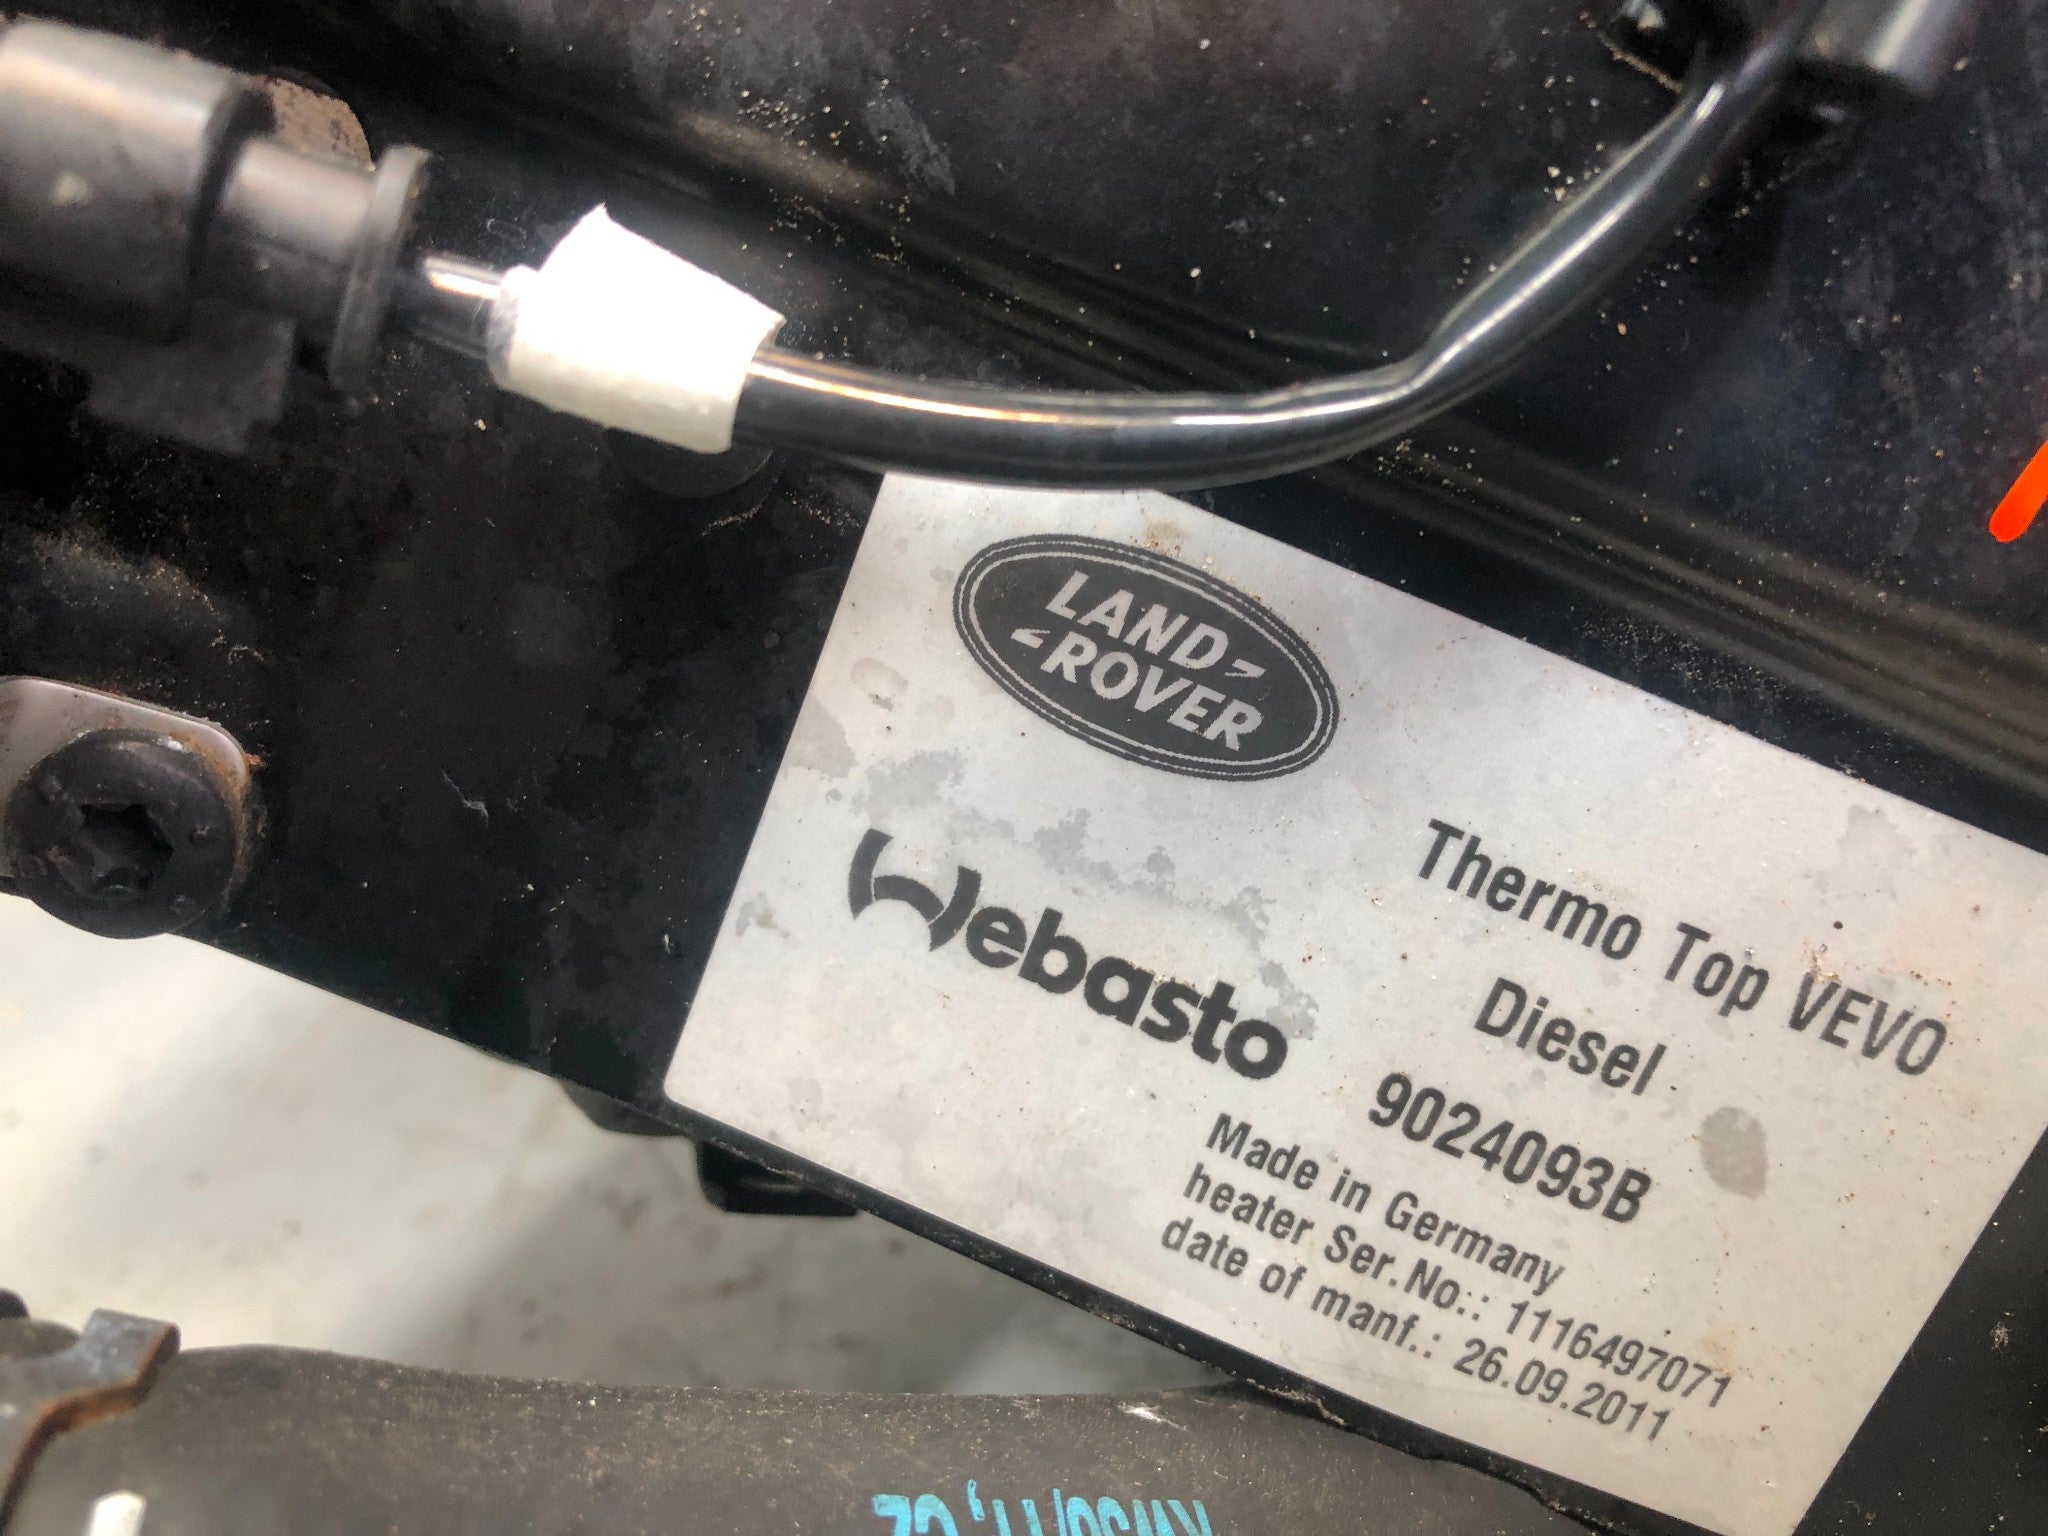 LAND
ROVER
Webasto
Thermo Top VEVO
Diesel
9024093B
Made in Germany
heater Ser.No.: 1116497071
date of manf.: 26.09.2011